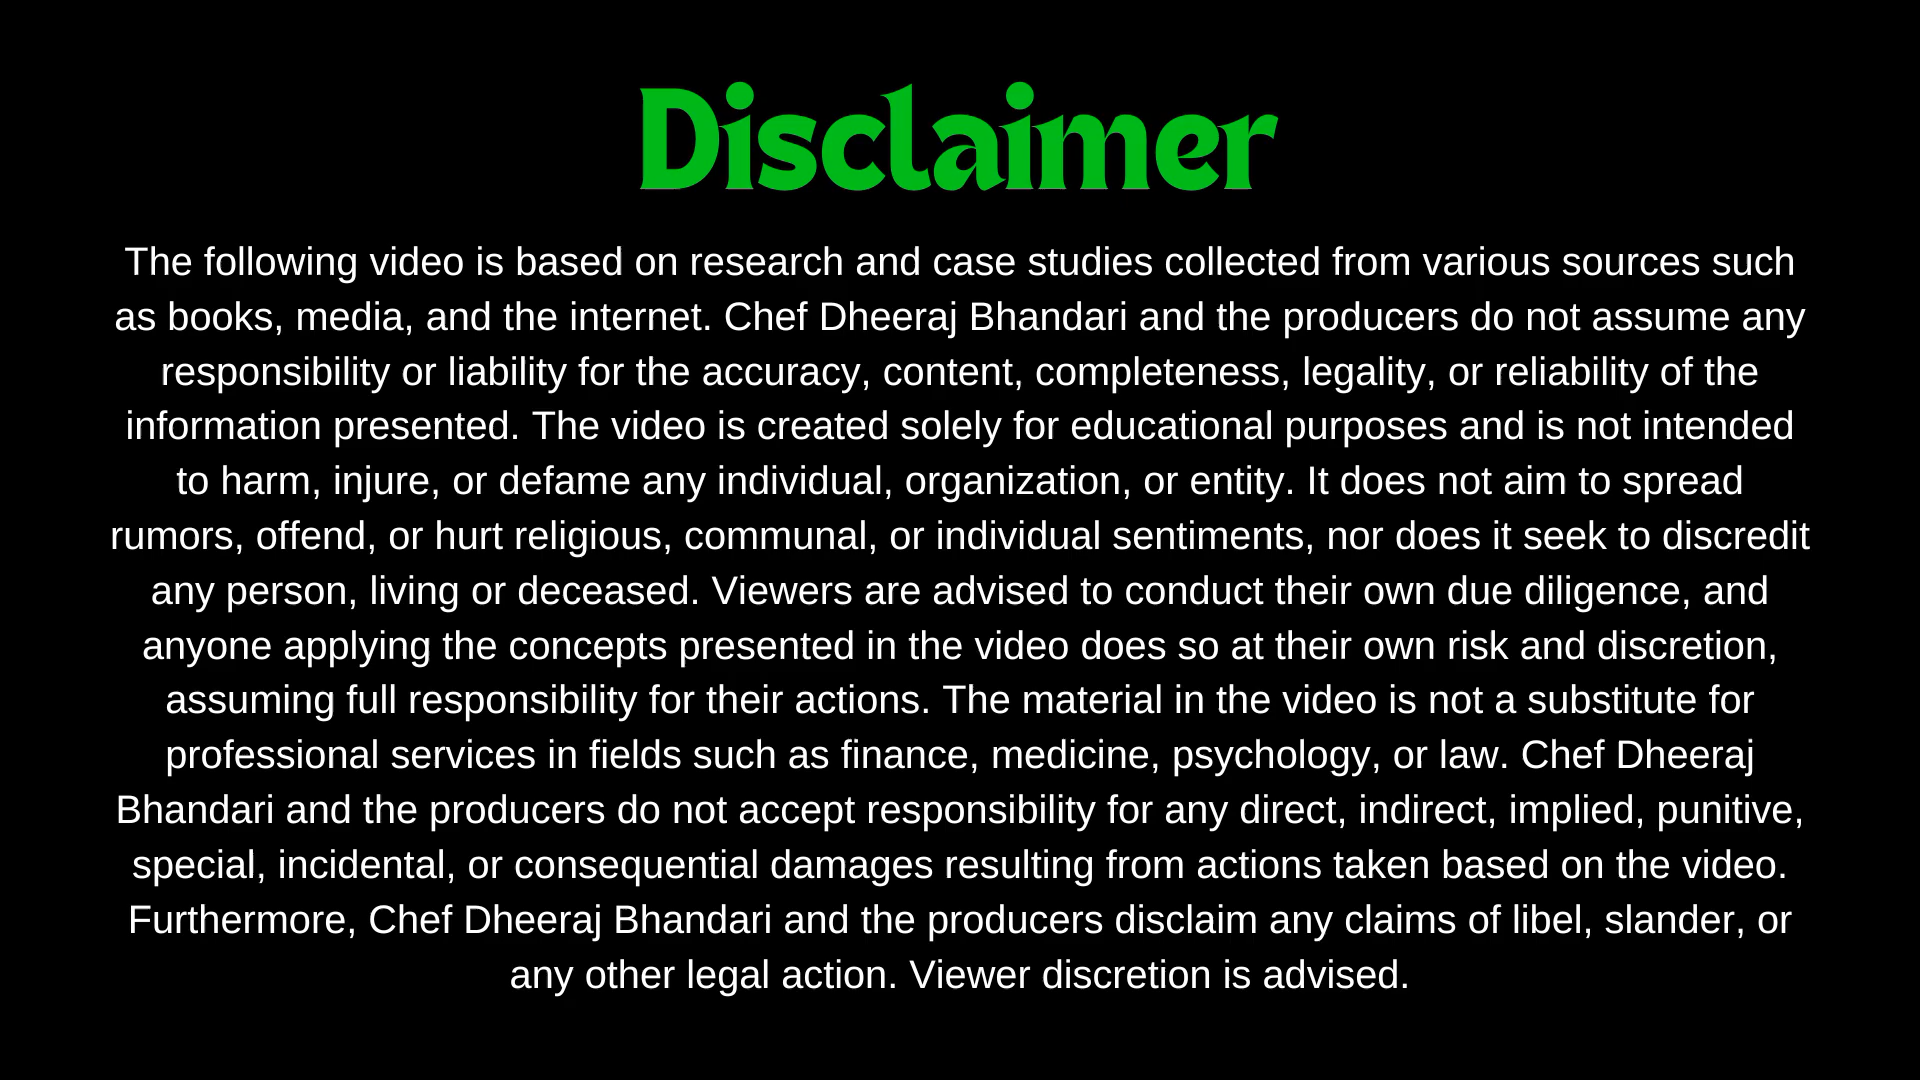 Disclaimer
The following video is based on research and case studies collected from various sources such
as books, media, and the internet. Chef Dheeraj Bhandari and the producers do not assume any
responsibility or liability for the accuracy, content, completeness, legality, or reliability of the
information presented. The video is created solely for educational purposes and is not intended
to harm, injure, or defame any individual, organization, or entity. It does not aim to spread
rumors, offend, or hurt religious, communal, or individual sentiments, nor does it seek to discredit
any person, living or deceased. Viewers are advised to conduct their own due diligence, and
anyone applying the concepts presented in the video does so at their own risk and discretion,
assuming full responsibility for their actions. The material in the video is not a substitute for
professional services in fields such as finance, medicine, psychology, or law. Chef Dheeraj
Bhandari and the producers do not accept responsibility for any direct, indirect, implied, punitive,
special, incidental, or consequential damages resulting from actions taken based on the video.
Furthermore, Chef Dheeraj Bhandari and the producers disclaim any claims of libel, slander, or
any other legal action. Viewer discretion is advised.